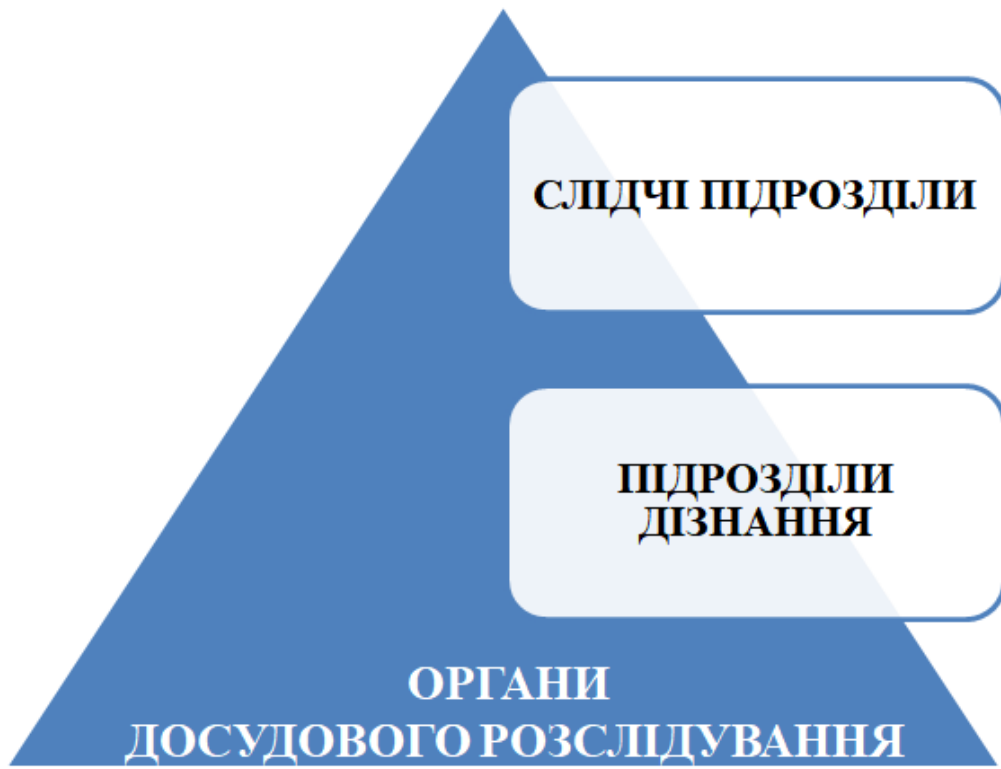 СЛІДЧІ ПІДРОЗДІЛИ
ПІДРОЗДІЛИ
ДІЗНАННЯ
ОРГАНИ
ДОСУДОВОГО РОЗСЛІДУВАННЯ